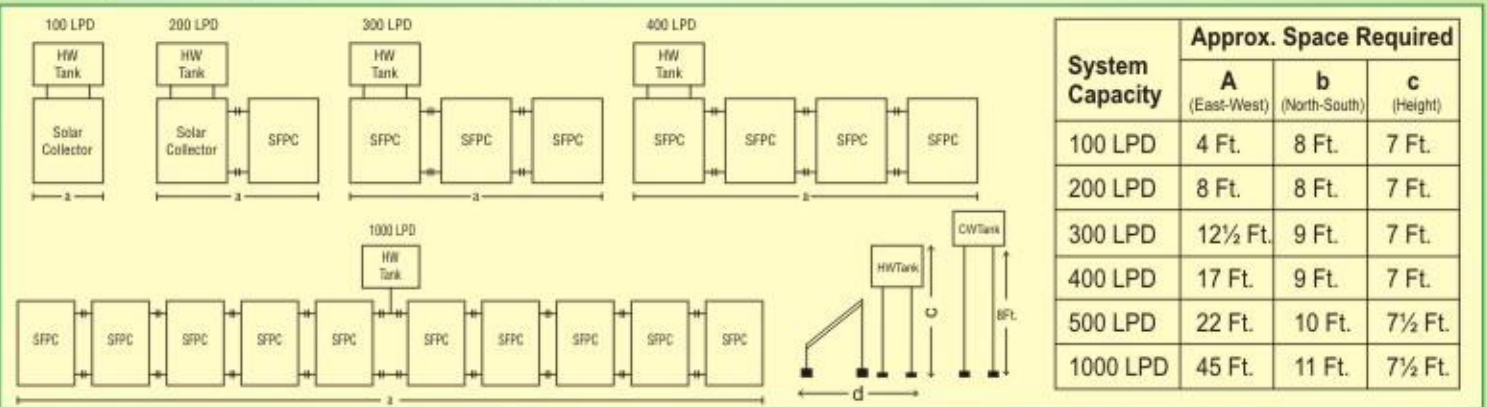 100 LPD
HW
Tank
Solar
Collector
a
200 LPD
HW
Tank
Solar
Collector
SFPC
a
300 LPD
HW
Tank
SFPC
SFPC
SFPC
a
400 LPD
HW
Tank
SFPC
SFPC
SFPC
SFPC
a
1000 LPD
HW
Tank
SFPC
SFPC
SFPC
SFPC
SFPC
SFPC
SFPC
SFPC
SFPC
SFPC
a
HWTank
CWTank
C
8Ft.
d
System
Capacity
Approx. Space Required
A
(East-West)
b
(North-South)
c
(Height)
100 LPD 4 Ft. 8 Ft. 7 Ft.
200 LPD 8 Ft. 8 Ft. 7 Ft.
300 LPD 12½ Ft. 9 Ft. 7 Ft.
400 LPD 17 Ft. 9 Ft. 7 Ft.
500 LPD 22 Ft. 10 Ft. 7½ Ft.
1000 LPD 45 Ft. 11 Ft. 7½ Ft.